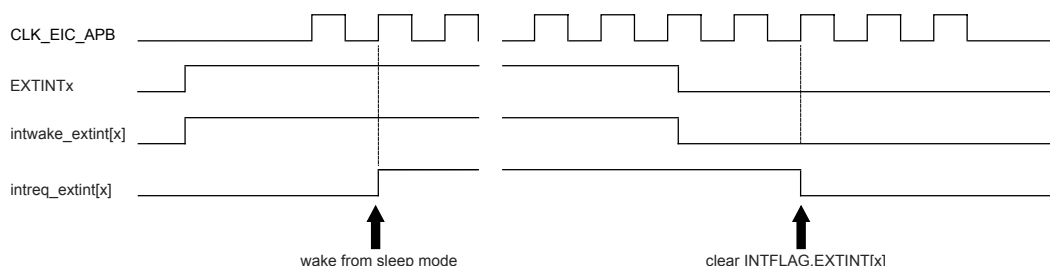 CLK_EIC_APB
EXTINTx
intwake_extint[x]
intreq_extint[x]
wake from sleep mode
clear INTFLAG.EXTINT[x]